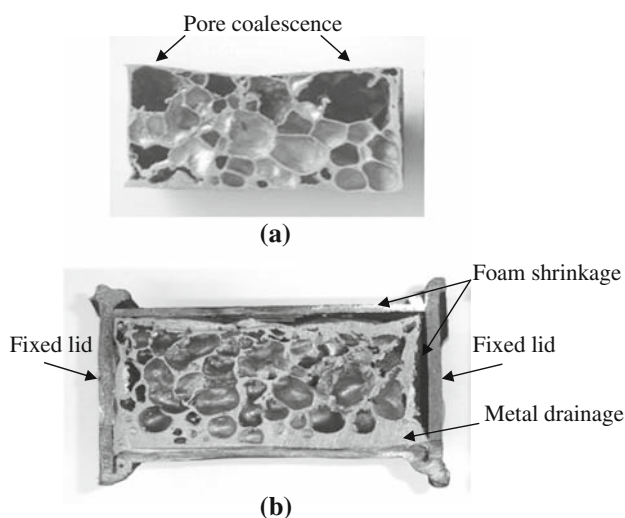 Pore coalescence
(a)
Foam shrinkage
Fixed lid
Fixed lid
Metal drainage
(b)